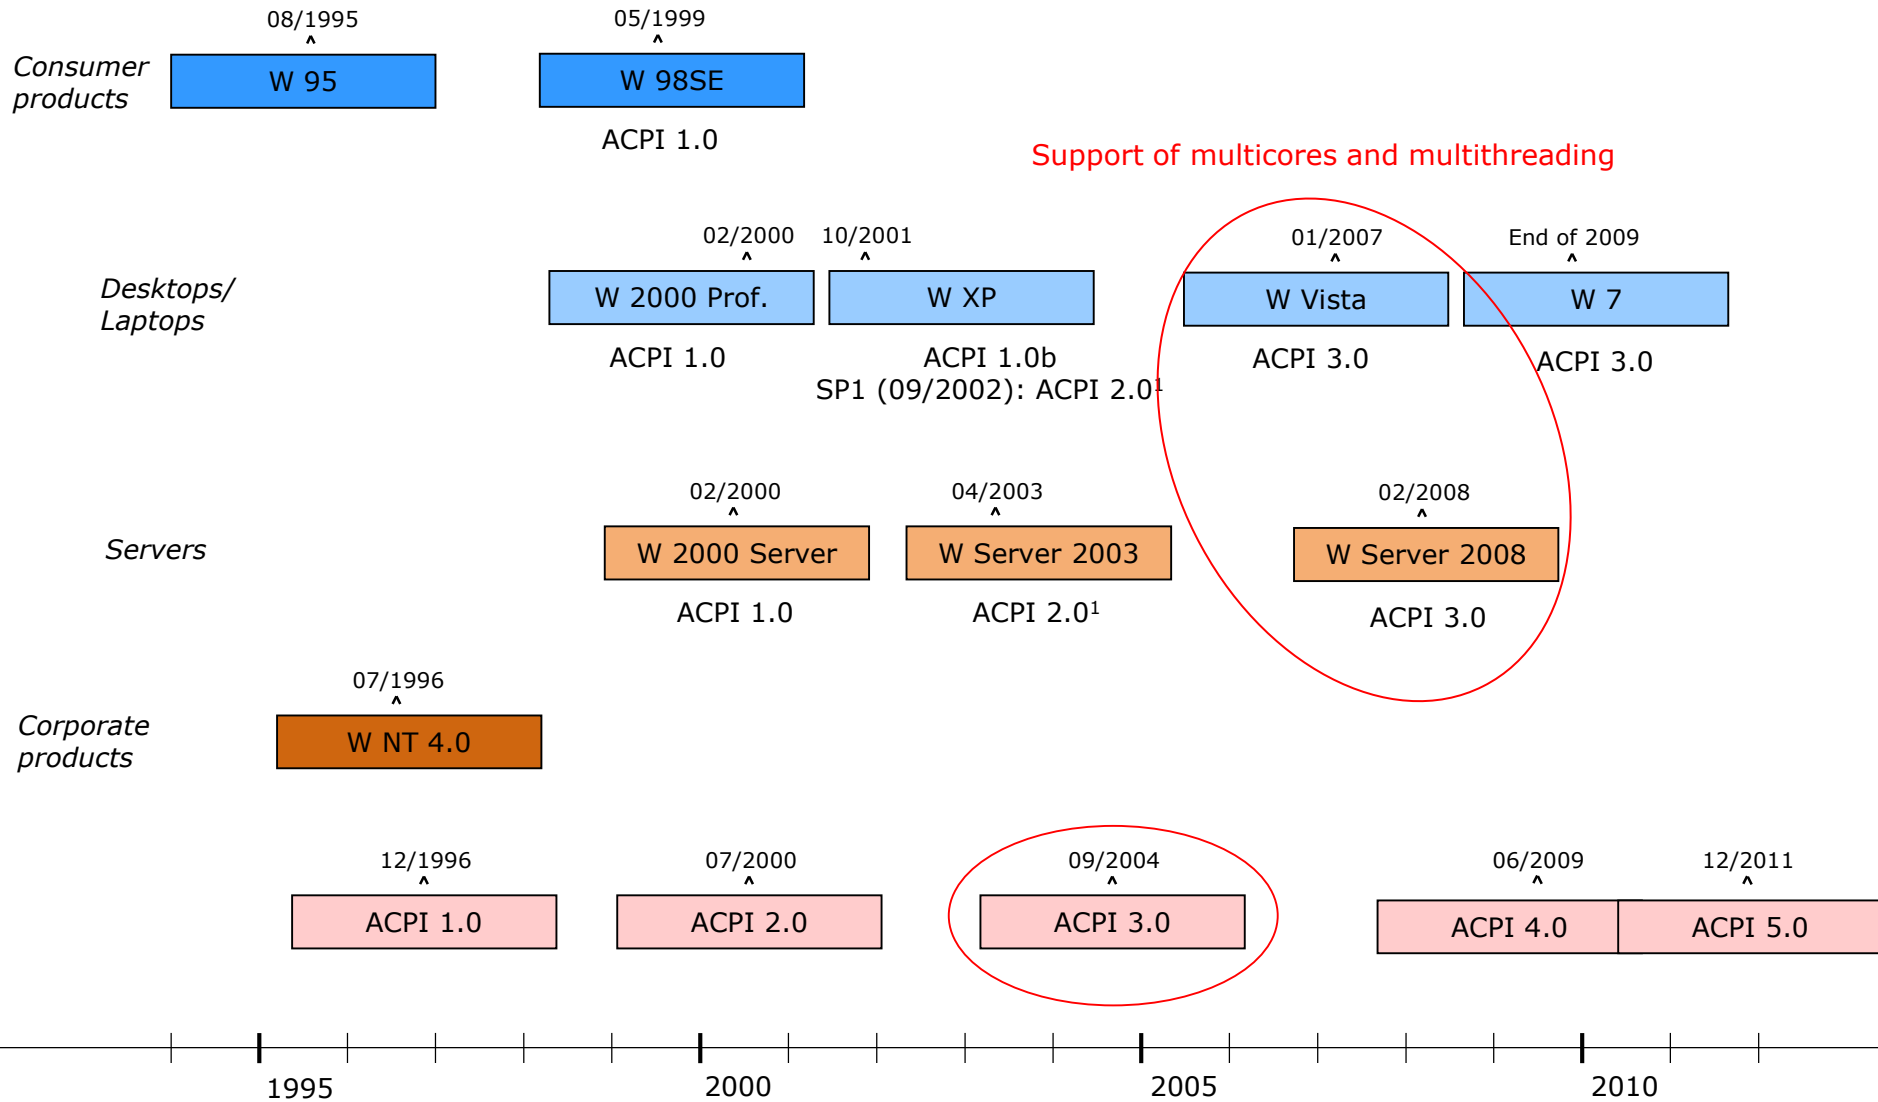 08/1995
05/1999
Consumer
products
W 95
W 98SE
ACPI 1.0
Support of multicores and multithreading
02/2000
10/2001
01/2007
End of 2009
Desktops/
Laptops
W 2000 Prof.
W XP
W Vista
W 7
ACPI 1.0
ACPI 1.0b
SP1 (09/2002): ACPI 2.0¹
ACPI 3.0
ACPI 3.0
02/2000
04/2003
02/2008
Servers
W 2000 Server
W Server 2003
W Server 2008
ACPI 1.0
ACPI 2.0¹
ACPI 3.0
07/1996
Corporate
products
W NT 4.0
12/1996
07/2000
09/2004
06/2009
12/2011
ACPI 1.0
ACPI 2.0
ACPI 3.0
ACPI 4.0
ACPI 5.0
1995
2000
2005
2010